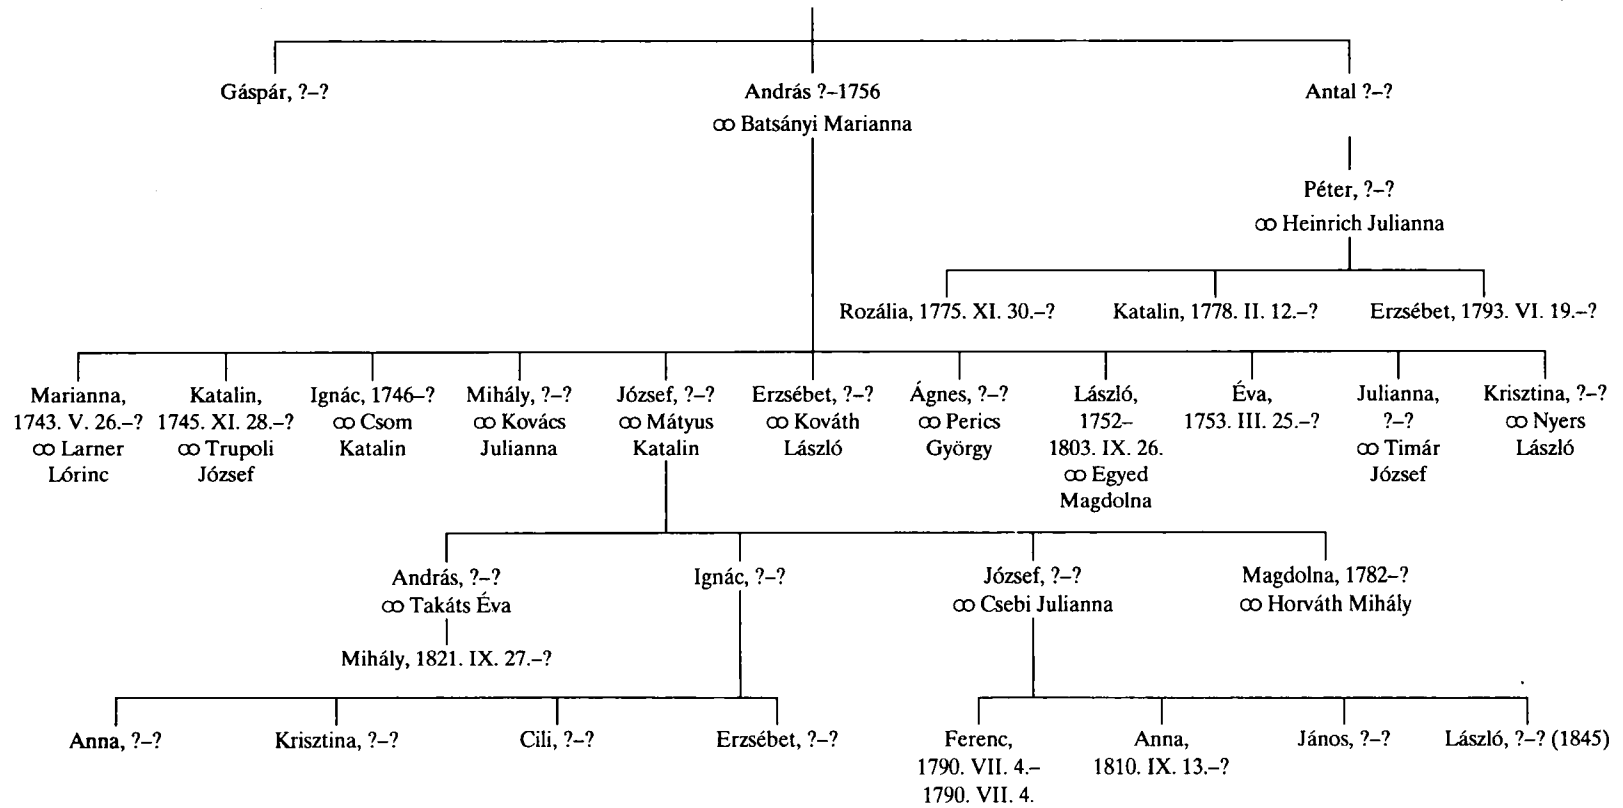 Gáspár, ?–?
András ?–1756
ꝏ Batsányi Marianna
Antal ?–?
Péter, ?–?
ꝏ Heinrich Julianna
Rozália, 1775. XI. 30.–?
Katalin, 1778. II. 12.–?
Erzsébet, 1793. VI. 19.–?
Marianna,
1743. V. 26.–?
ꝏ Larner
Lórinc
Katalin,
1745. XI. 28.–?
ꝏ Trupoli
József
Ignác, 1746–?
ꝏ Csom
Katalin
Mihály, ?–?
ꝏ Kovács
Julianna
József, ?–?
ꝏ Mátyus
Katalin
Erzsébet, ?–?
ꝏ Kováth
László
Ágnes, ?–?
ꝏ Perics
György
László,
1752–
1803. IX. 26.
ꝏ Egyed
Magdolna
Éva,
1753. III. 25.–?
Julianna,
?–?
ꝏ Timár
József
Krisztina, ?–?
ꝏ Nyers
László
András, ?–?
ꝏ Takáts Éva
Ignác, ?–?
József, ?–?
ꝏ Csebi Julianna
Magdolna, 1782–?
ꝏ Horváth Mihály
Mihály, 1821. IX. 27.–?
Anna, ?–?
Krisztina, ?–?
Cili, ?–?
Erzsébet, ?–?
Ferenc,
1790. VII. 4.–
1790. VII. 4.
Anna,
1810. IX. 13.–?
János, ?–?
László, ?–? (1845)